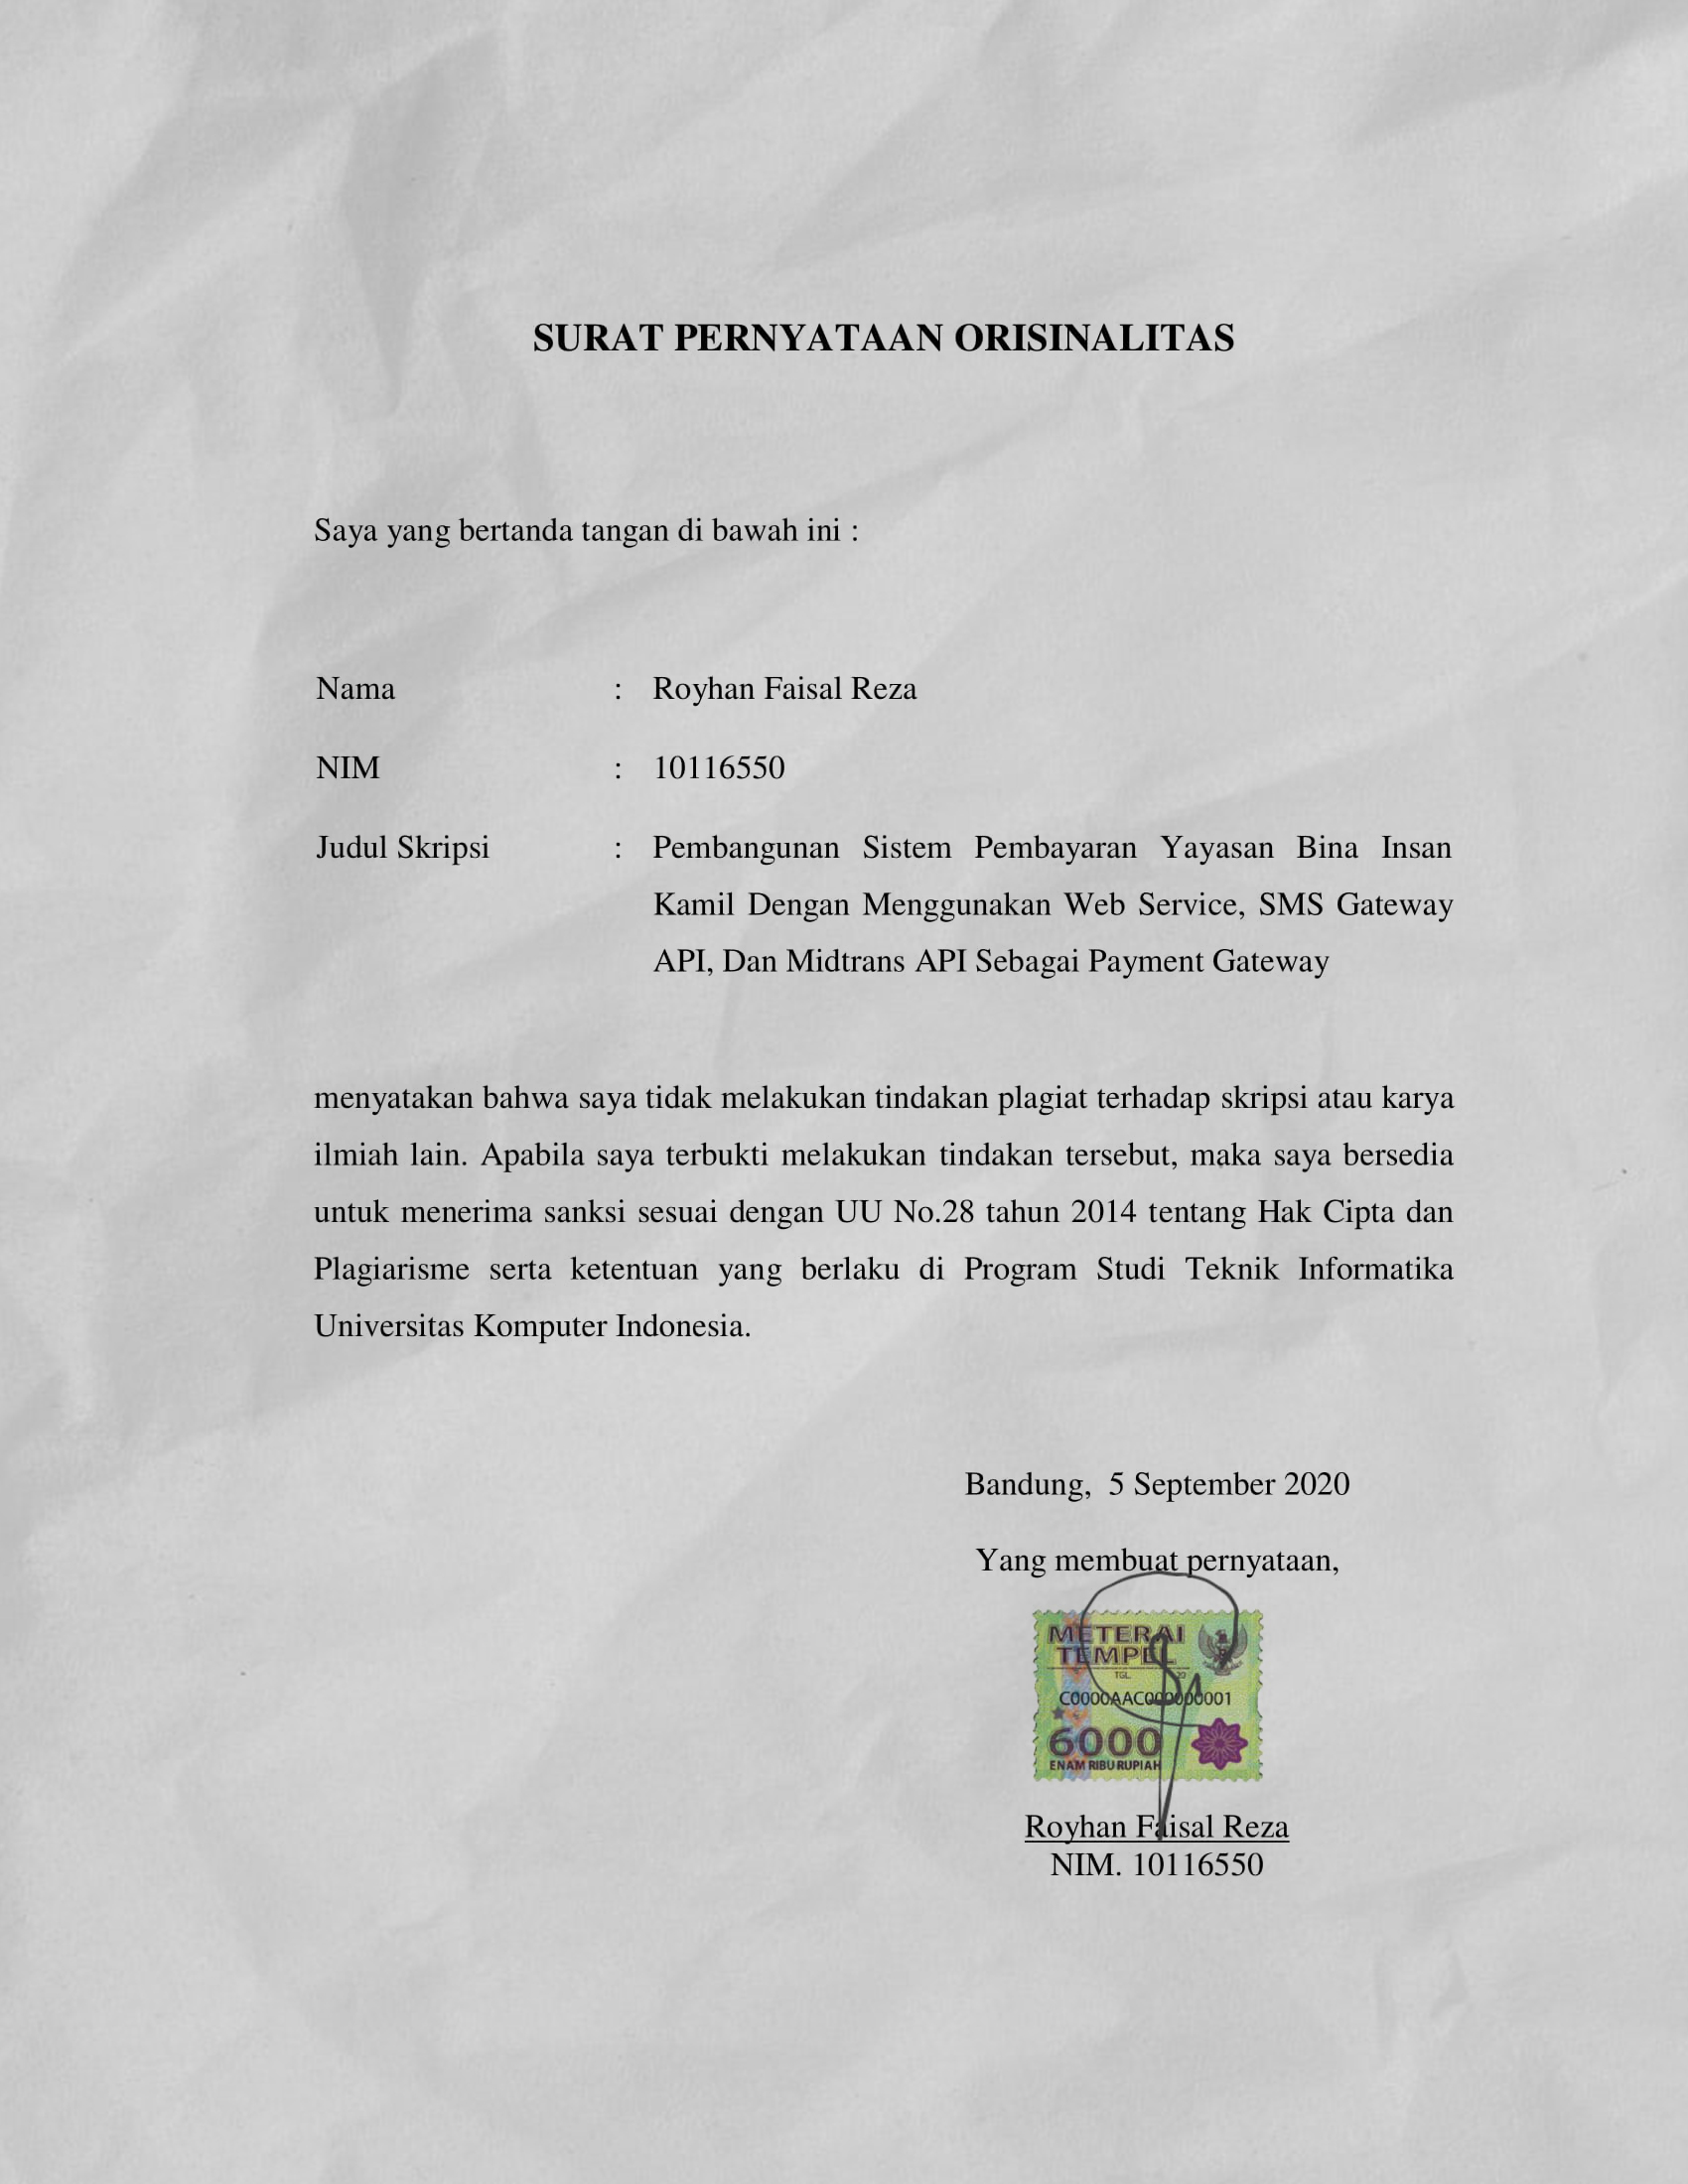 SURAT PERNYATAAN ORISINALITAS
Saya yang bertanda tangan di bawah ini :
Nama : Royhan Faisal Reza
NIM : 10116550
Judul Skripsi : Pembangunan Sistem Pembayaran Yayasan Bina Insan
Kamil Dengan Menggunakan Web Service, SMS Gateway
API, Dan Midtrans API Sebagai Payment Gateway
menyatakan bahwa saya tidak melakukan tindakan plagiat terhadap skripsi atau karya
ilmiah lain. Apabila saya terbukti melakukan tindakan tersebut, maka saya bersedia
untuk menerima sanksi sesuai dengan UU No.28 tahun 2014 tentang Hak Cipta dan
Plagiarisme serta ketentuan yang berlaku di Program Studi Teknik Informatika
Universitas Komputer Indonesia.
Bandung, 5 September 2020
Yang membuat pernyataan,
METERAI
TEMPEL
TGL. 20
C0000AAC000000001
6000
ENAM RIBU RUPIAH
Royhan Faisal Reza
NIM. 10116550